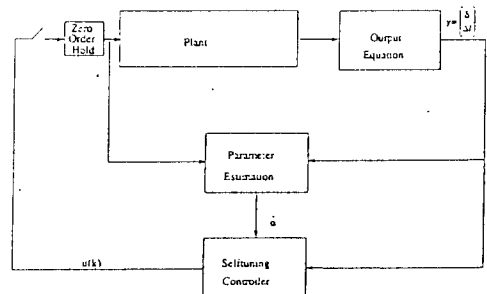 Zero
Order
Hold
Plant
Output
Equation
y=
Parameter
Estimation
u(k)
Selftuning
Controller